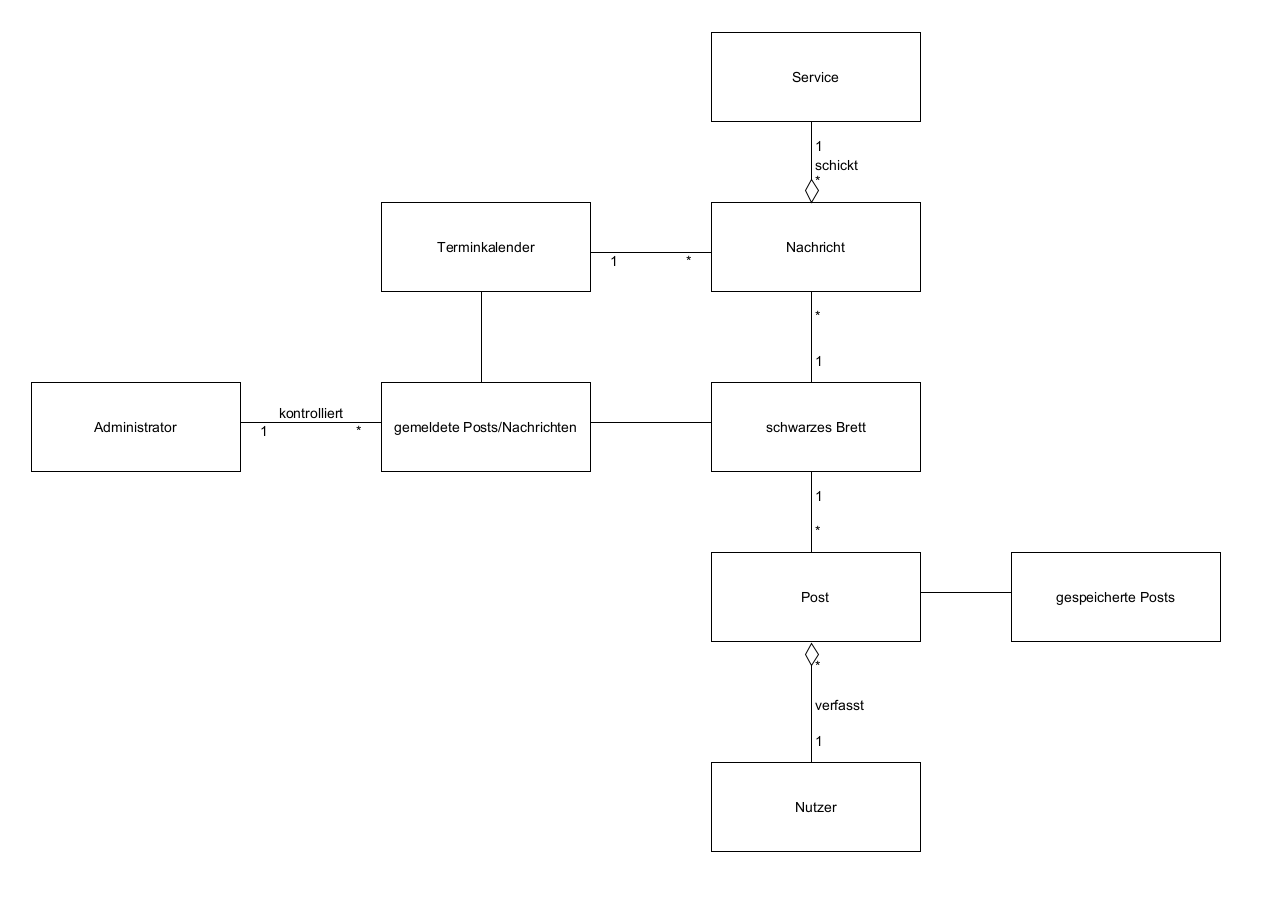 Service
1
schickt
*
Terminkalender
Nachricht
1
*
*
1
Administrator
kontrolliert
1
*
gemeldete Posts/Nachrichten
schwarzes Brett
1
*
Post
gespeicherte Posts
*
verfasst
1
Nutzer